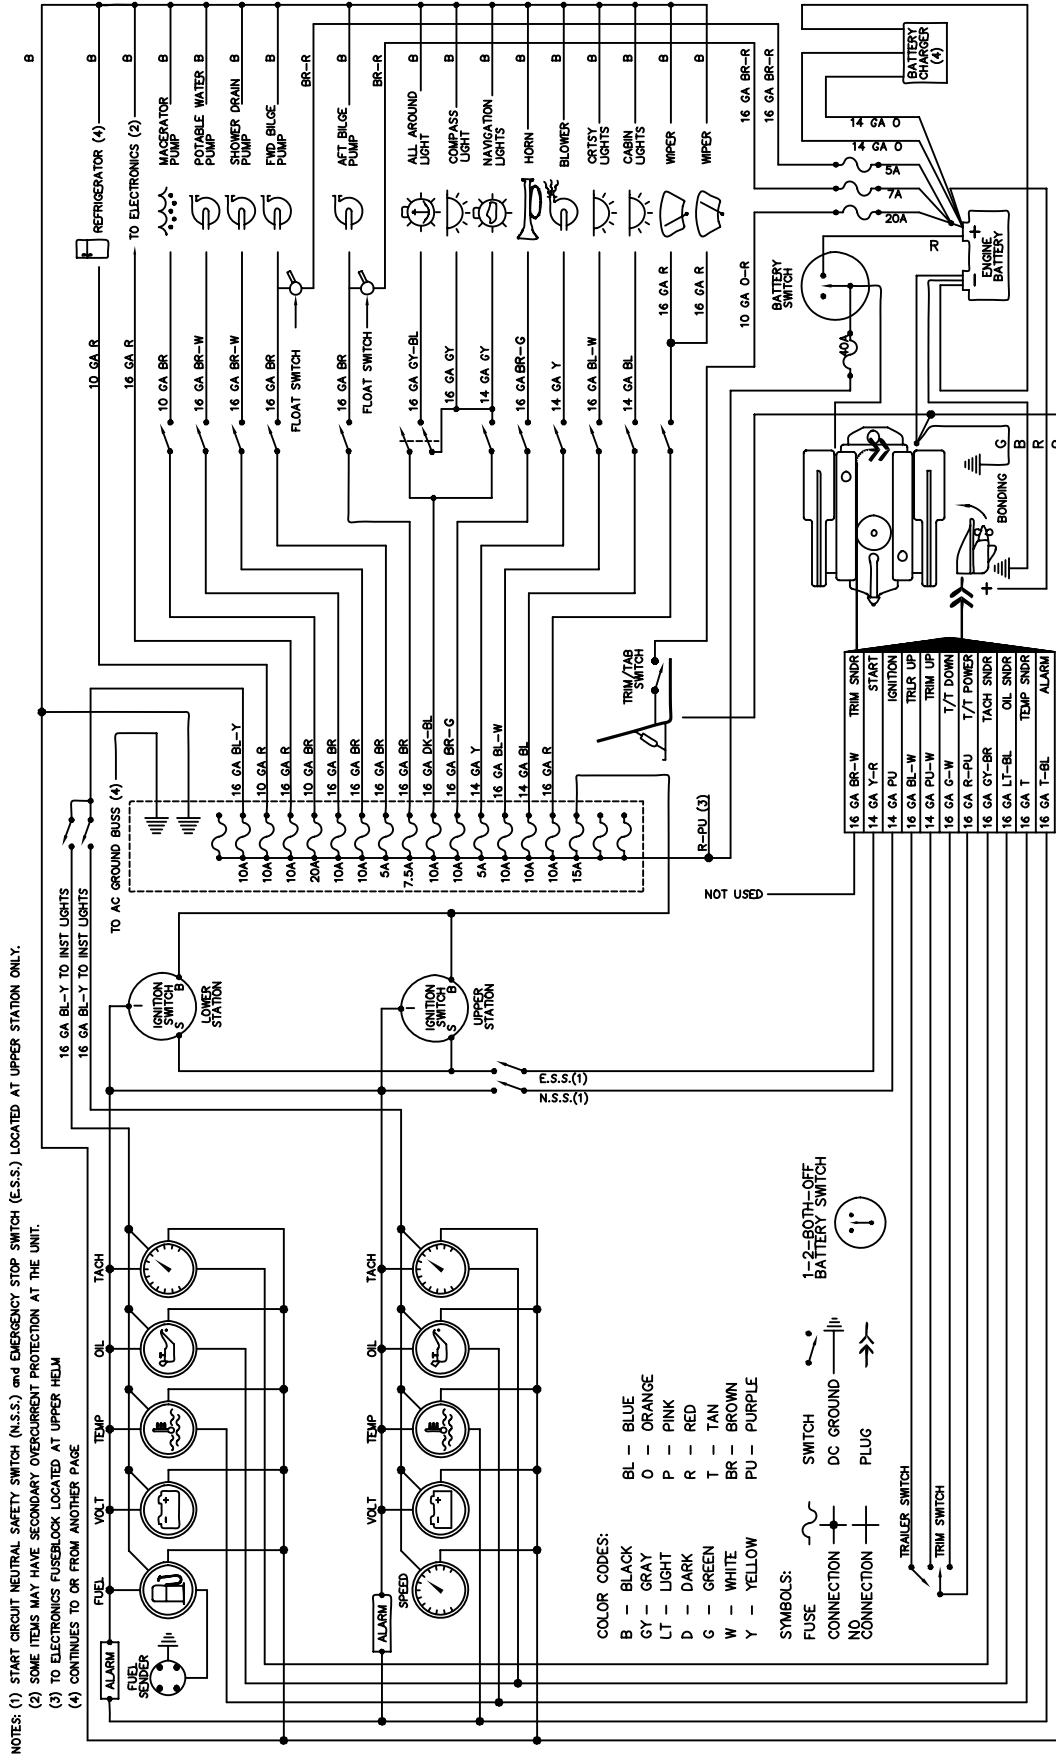 NOTES: (1) START CIRCUIT NEUTRAL SAFETY SWITCH (N.S.S.) and EMERGENCY STOP SWITCH (E.S.S.) LOCATED AT UPPER STATION ONLY.
(2) SOME ITEMS MAY HAVE SECONDARY OVERCURRENT PROTECTION AT THE UNIT.
(3) TO ELECTRONICS FUSEBLOCK LOCATED AT UPPER HELM
(4) CONTINUES TO OR FROM ANOTHER PAGE
ALARM
FUEL SENDER
FUEL
VOLT
TEMP
OIL
TACH
ALARM
SPEED
VOLT
TEMP
OIL
TACH
16 GA BL-Y TO INST LIGHTS
16 GA BL-Y TO INST LIGHTS
TO AC GROUND BUSS (4)
I
IGNITION
SWITCH
S
B
LOWER
STATION
I
IGNITION
SWITCH
S
B
UPPER
STATION
E.S.S.(1)
N.S.S.(1)
10A
10A
10A
20A
10A
10A
5A
7.5A
10A
10A
5A
10A
10A
10A
15A
16 GA BL-Y
10 GA R
16 GA R
10 GA BR
16 GA BR
16 GA BR
16 GA BR
16 GA BR
16 GA DK-BL
16 GA BR-G
14 GA Y
16 GA BL-W
14 GA BL
16 GA R
R-PU (3)
NOT USED
TRIM/TAB
SWITCH
10 GA R
REFRIGERATOR (4)
B
B
16 GA R
TO ELECTRONICS (2)
B
10 GA BR
MACERATOR
PUMP
B
16 GA BR-W
POTABLE WATER
PUMP
B
16 GA BR-W
SHOWER DRAIN
PUMP
B
16 GA BR
FWD BILGE
PUMP
B
FLOAT SWITCH
BR-R
16 GA BR
AFT BILGE
PUMP
B
FLOAT SWITCH
BR-R
16 GA GY-BL
ALL AROUND
LIGHT
B
16 GA GY
COMPASS
LIGHT
B
14 GA GY
NAVIGATION
LIGHTS
B
16 GA BR-G
HORN
B
14 GA Y
BLOWER
B
16 GA BL-W
CRTSY
LIGHTS
B
14 GA BL
CABIN
LIGHTS
B
16 GA R
WIPER
B
16 GA R
WIPER
B
10 GA O-R
16 GA BR-R
16 GA BR-R
BATTERY
SWITCH
40A
R
20A
7A
5A
14 GA O
14 GA O
BATTERY
CHARGER
(4)
+
-
ENGINE
BATTERY
G
B
R
BONDING
+
16 GA BR-W TRIM SNDR
14 GA Y-R START
14 GA PU IGNITION
16 GA BL-W TRLR UP
14 GA PU-W TRIM UP
16 GA G-W T/T DOWN
16 GA R-PU T/T POWER
16 GA GY-BR TACH SNDR
16 GA LT-BL OIL SNDR
16 GA T TEMP SNDR
16 GA T-BL ALARM
COLOR CODES:
B - BLACK BL - BLUE
GY - GRAY O - ORANGE
LT - LIGHT P - PINK
D - DARK R - RED
G - GREEN T - TAN
W - WHITE BR - BROWN
Y - YELLOW PU - PURPLE
SYMBOLS:
FUSE SWITCH 1-2-BOTH-OFF
BATTERY SWITCH
CONNECTION DC GROUND
NO
CONNECTION PLUG
TRAILER SWITCH
TRIM SWITCH